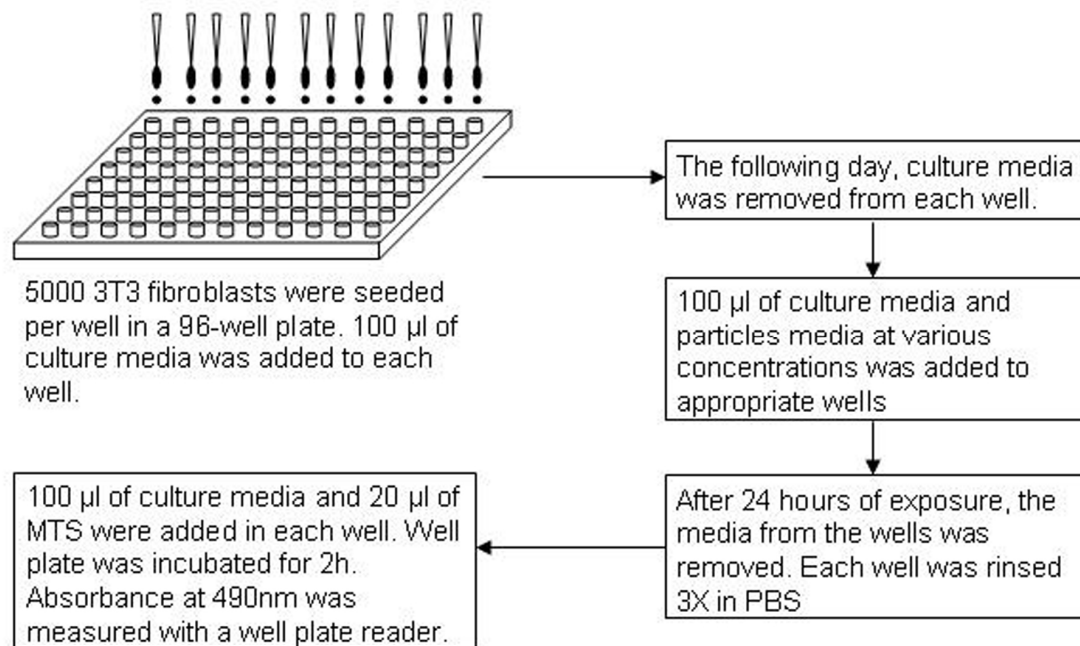 The following day, culture media
was removed from each well.
5000 3T3 fibroblasts were seeded
per well in a 96-well plate. 100 µl of
culture media was added to each
well.
100 µl of culture media and
particles media at various
concentrations was added to
appropriate wells
After 24 hours of exposure, the
media from the wells was
removed. Each well was rinsed
3X in PBS
100 µl of culture media and 20 µl of
MTS were added in each well. Well
plate was incubated for 2h.
Absorbance at 490nm was
measured with a well plate reader.